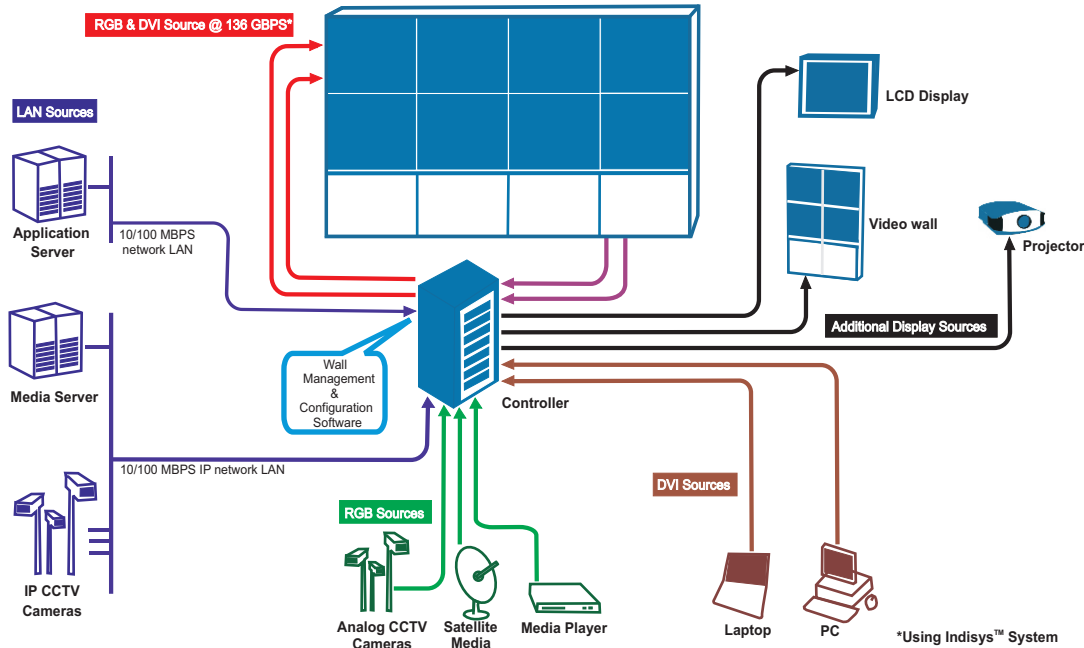 RGB & DVI Source @ 136 GBPS*
LAN Sources
LCD Display
Application
Server
10/100 MBPS
network LAN
Video wall
Projector
Additional Display Sources
Media Server
Wall
Management
&
Configuration
Software
Controller
10/100 MBPS IP network LAN
RGB Sources
DVI Sources
IP CCTV
Cameras
Analog CCTV
Cameras
Satellite
Media
Media Player
Laptop
PC
*Using Indisys™ System